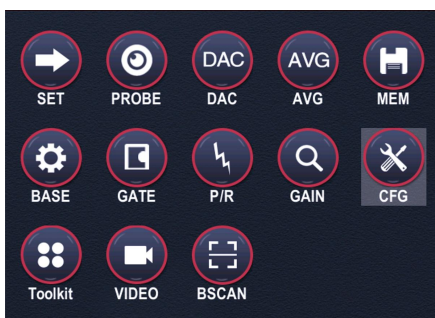 DAC AVG
SET PROBE DAC AVG MEM
BASE GATE P/R GAIN CFG
Toolkit VIDEO BSCAN